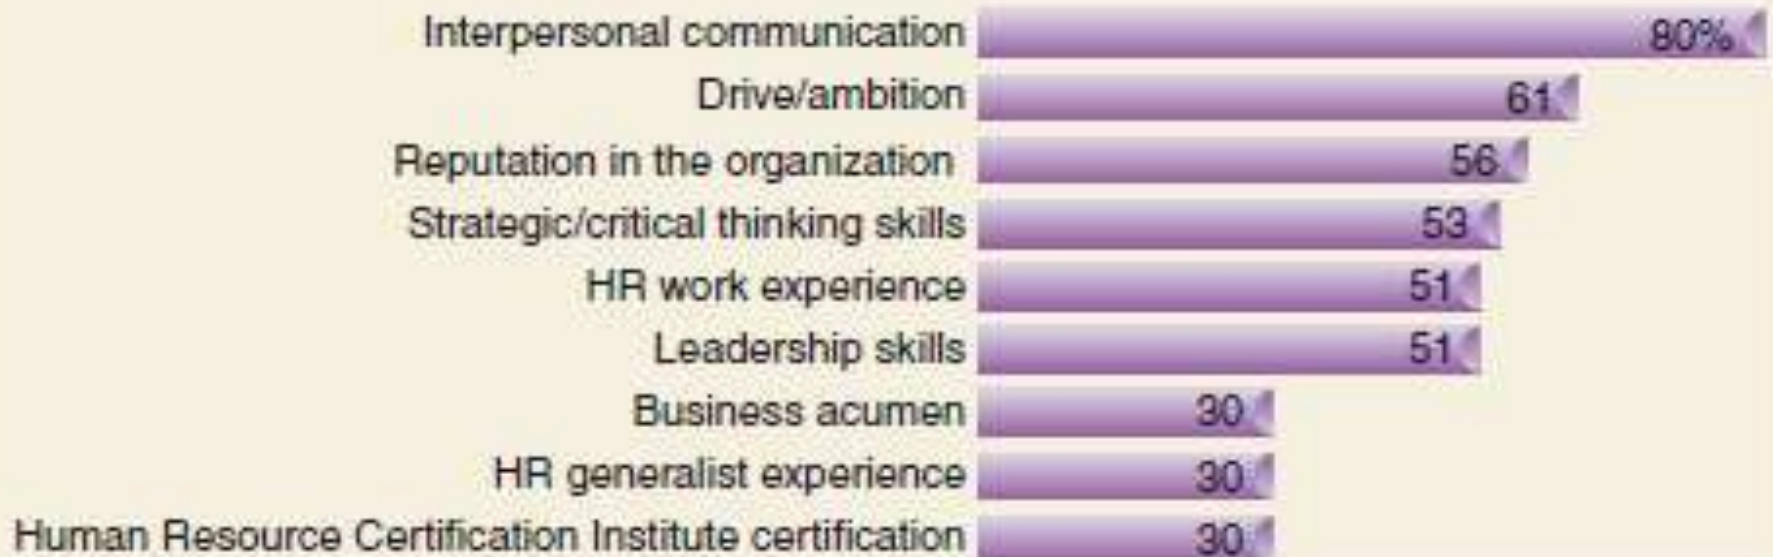 Interpersonal communication 80%
Drive/ambition 61
Reputation in the organization 56
Strategic/critical thinking skills 53
HR work experience 51
Leadership skills 51
Business acumen 30
HR generalist experience 30
Human Resource Certification Institute certification 30